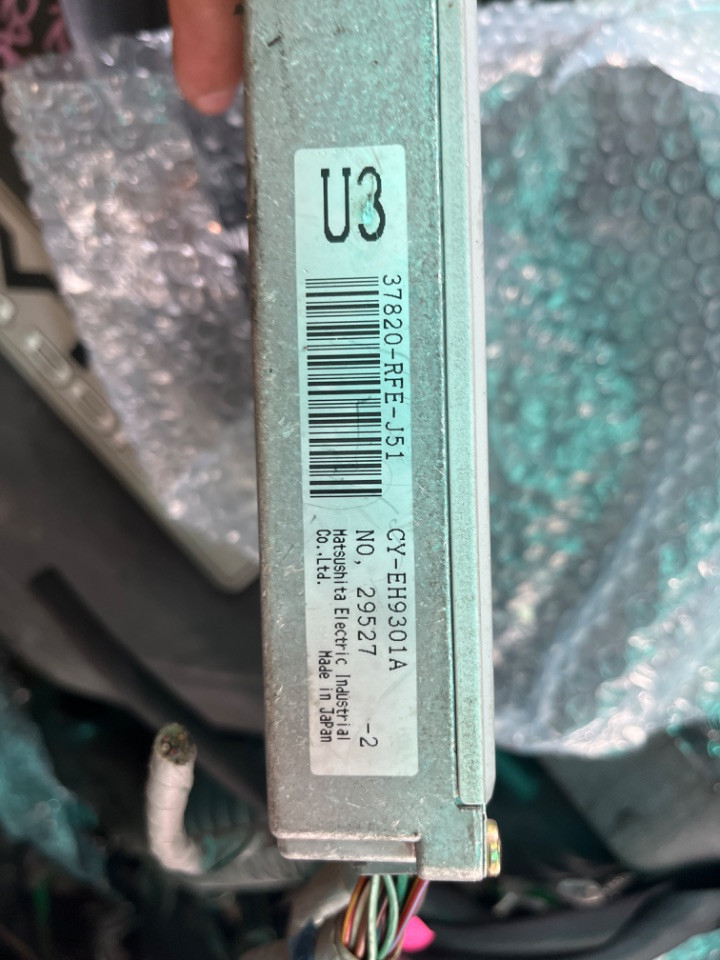 U3
37820-RFE-J51
CY-EH9301A
NO, 29527 -2
Matsushita Electric Industrial
Co.,Ltd. Made in Japan